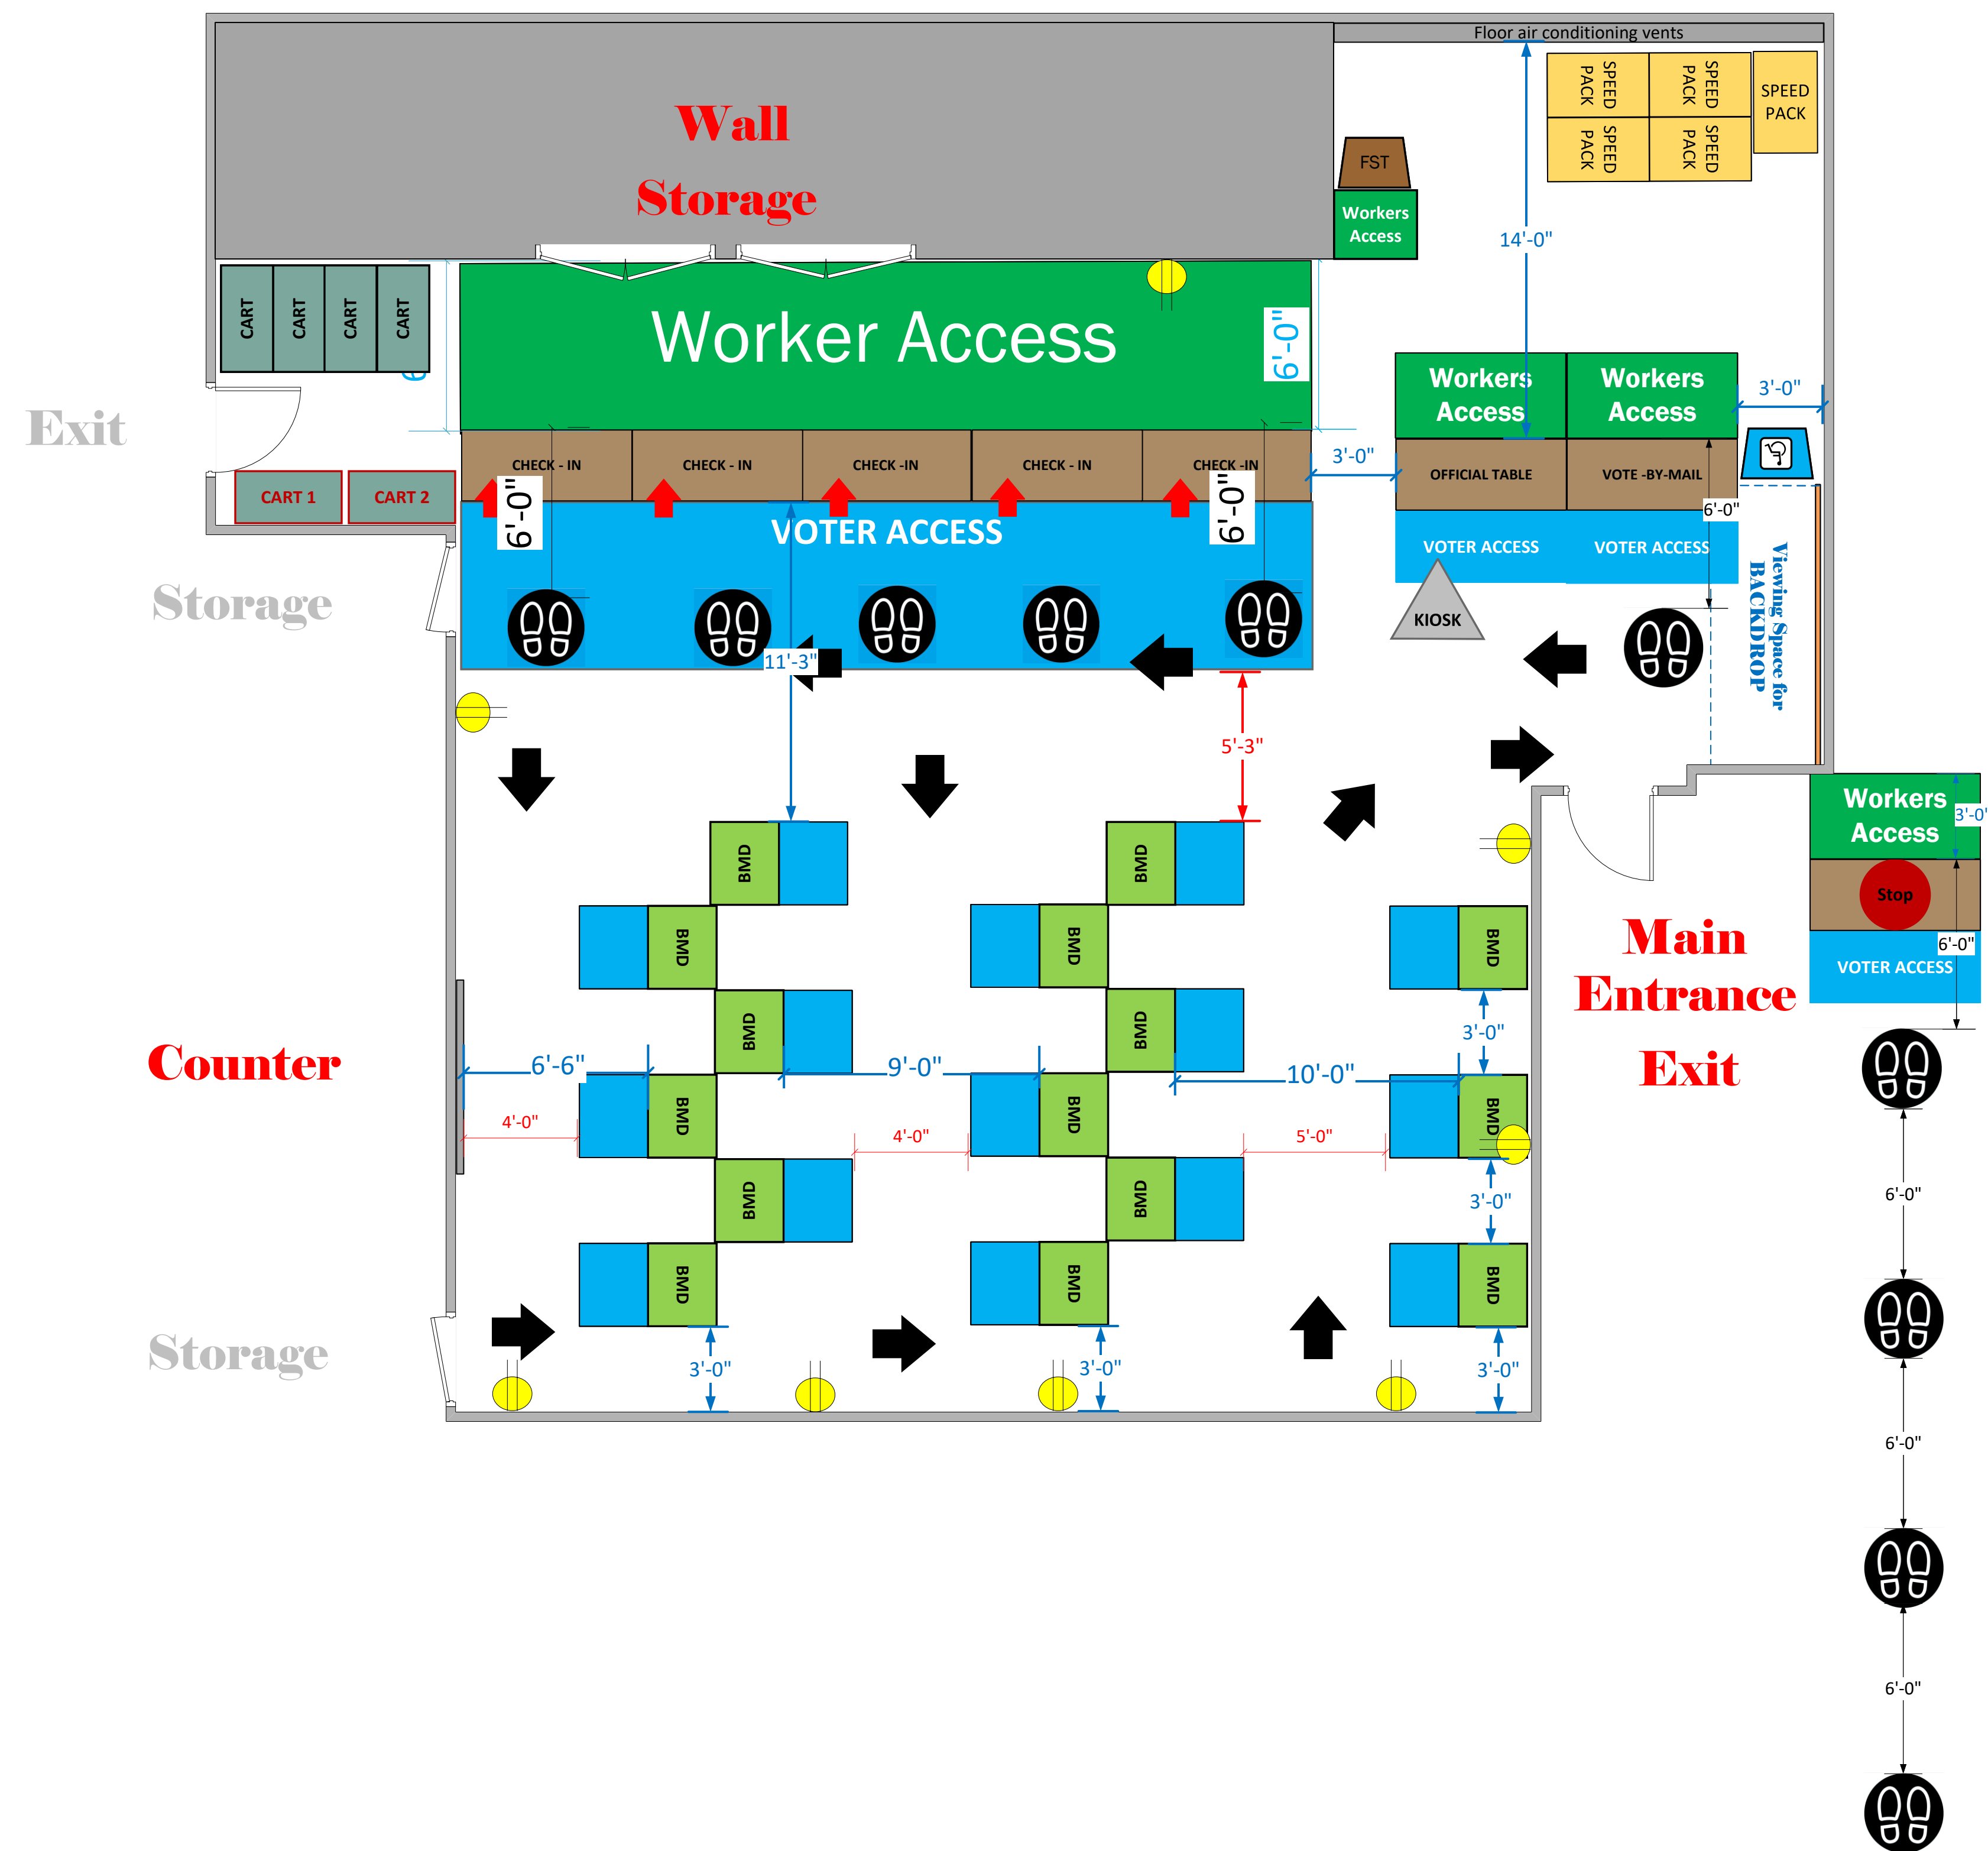 Floor air conditioning vents
SPEED PACK
SPEED PACK
SPEED PACK
SPEED PACK
SPEED PACK
Wall
Storage
FST
Workers
Access
14'-0"
CART
CART
CART
CART
Worker Access
6'-0"
6
Workers
Access
Workers
Access
3'-0"
Exit
CART 1
CART 2
CHECK - IN
CHECK - IN
CHECK -IN
CHECK - IN
CHECK -IN
3'-0"
OFFICIAL TABLE
VOTE -BY-MAIL
6'-0"
6'-0"
6'-0"
VOTER ACCESS
VOTER ACCESS
VOTER ACCESS
Viewing Space for
BACKDROP
KIOSK
Storage
11'-3"
5'-3"
Workers
Access
3'-0"
Stop
6'-0"
VOTER ACCESS
BMD
BMD
BMD
BMD
BMD
Main
Entrance
Exit
BMD
BMD
3'-0"
Counter
6'-6"
9'-0"
10'-0"
BMD
BMD
BMD
4'-0"
4'-0"
5'-0"
6'-0"
BMD
BMD
3'-0"
BMD
BMD
BMD
Storage
3'-0"
3'-0"
3'-0"
6'-0"
6'-0"